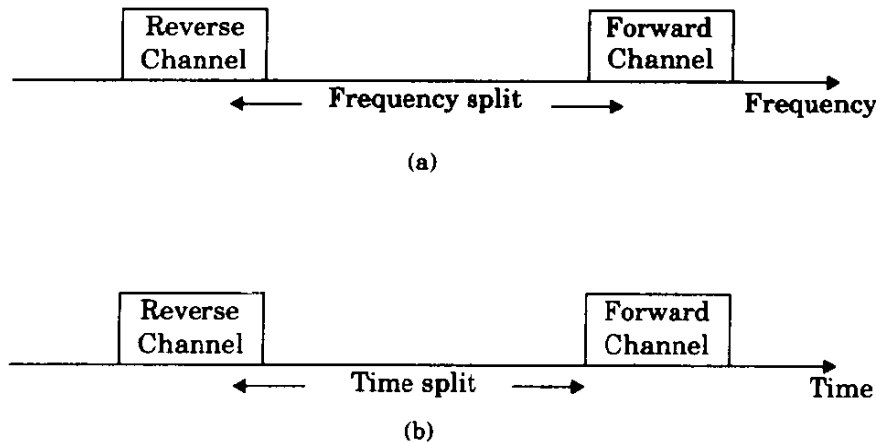 Reverse
Channel
Forward
Channel
Frequency split
Frequency
(a)
Reverse
Channel
Forward
Channel
Time split
Time
(b)